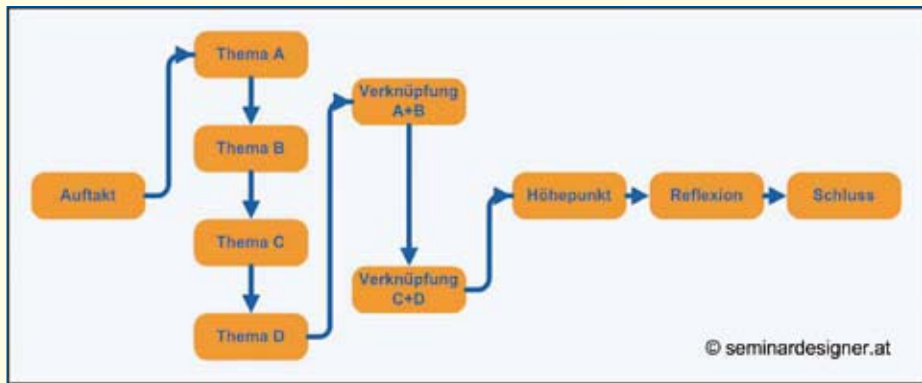 Auftakt
Thema A
Thema B
Thema C
Thema D
Verknüpfung
A+B
Verknüpfung
C+D
Höhepunkt
Reflexion
Schluss
© seminardesigner.at